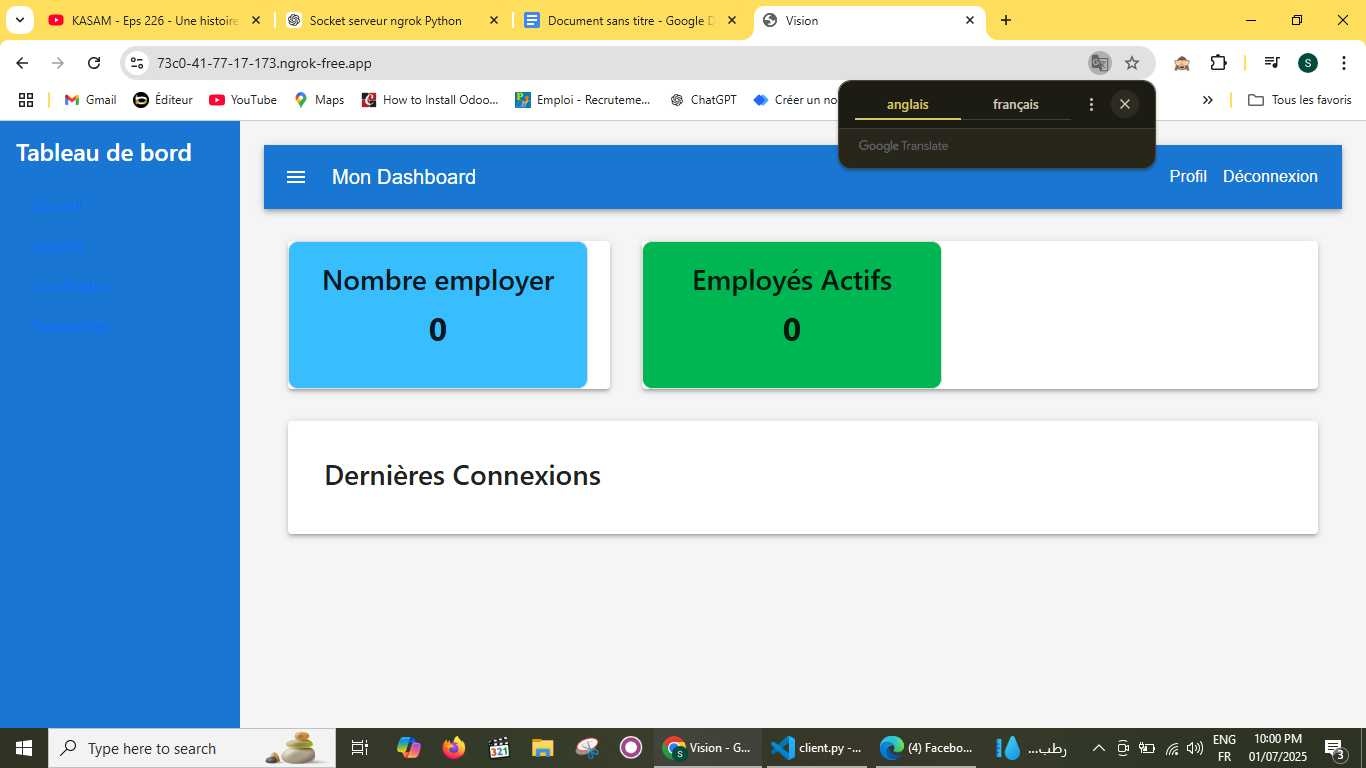 KASAM - Eps 226 - Une histoire
Socket serveur ngrok Python
Document sans titre - Google D
Vision
73c0-41-77-17-173.ngrok-free.app
Gmail
Éditeur
YouTube
Maps
How to Install Odoo...
Emploi - Recruteme...
ChatGPT
Créer un no
Tous les favoris
anglais
français
Google Translate
S
Tableau de bord
Mon Dashboard
Profil
Déconnexion
Nombre employer
0
Employés Actifs
0
Dernières Connexions
Type here to search
321
Vision - G...
client.py -...
(4) Facebo...
رطب...
ENG
FR
10:00 PM
01/07/2025
3